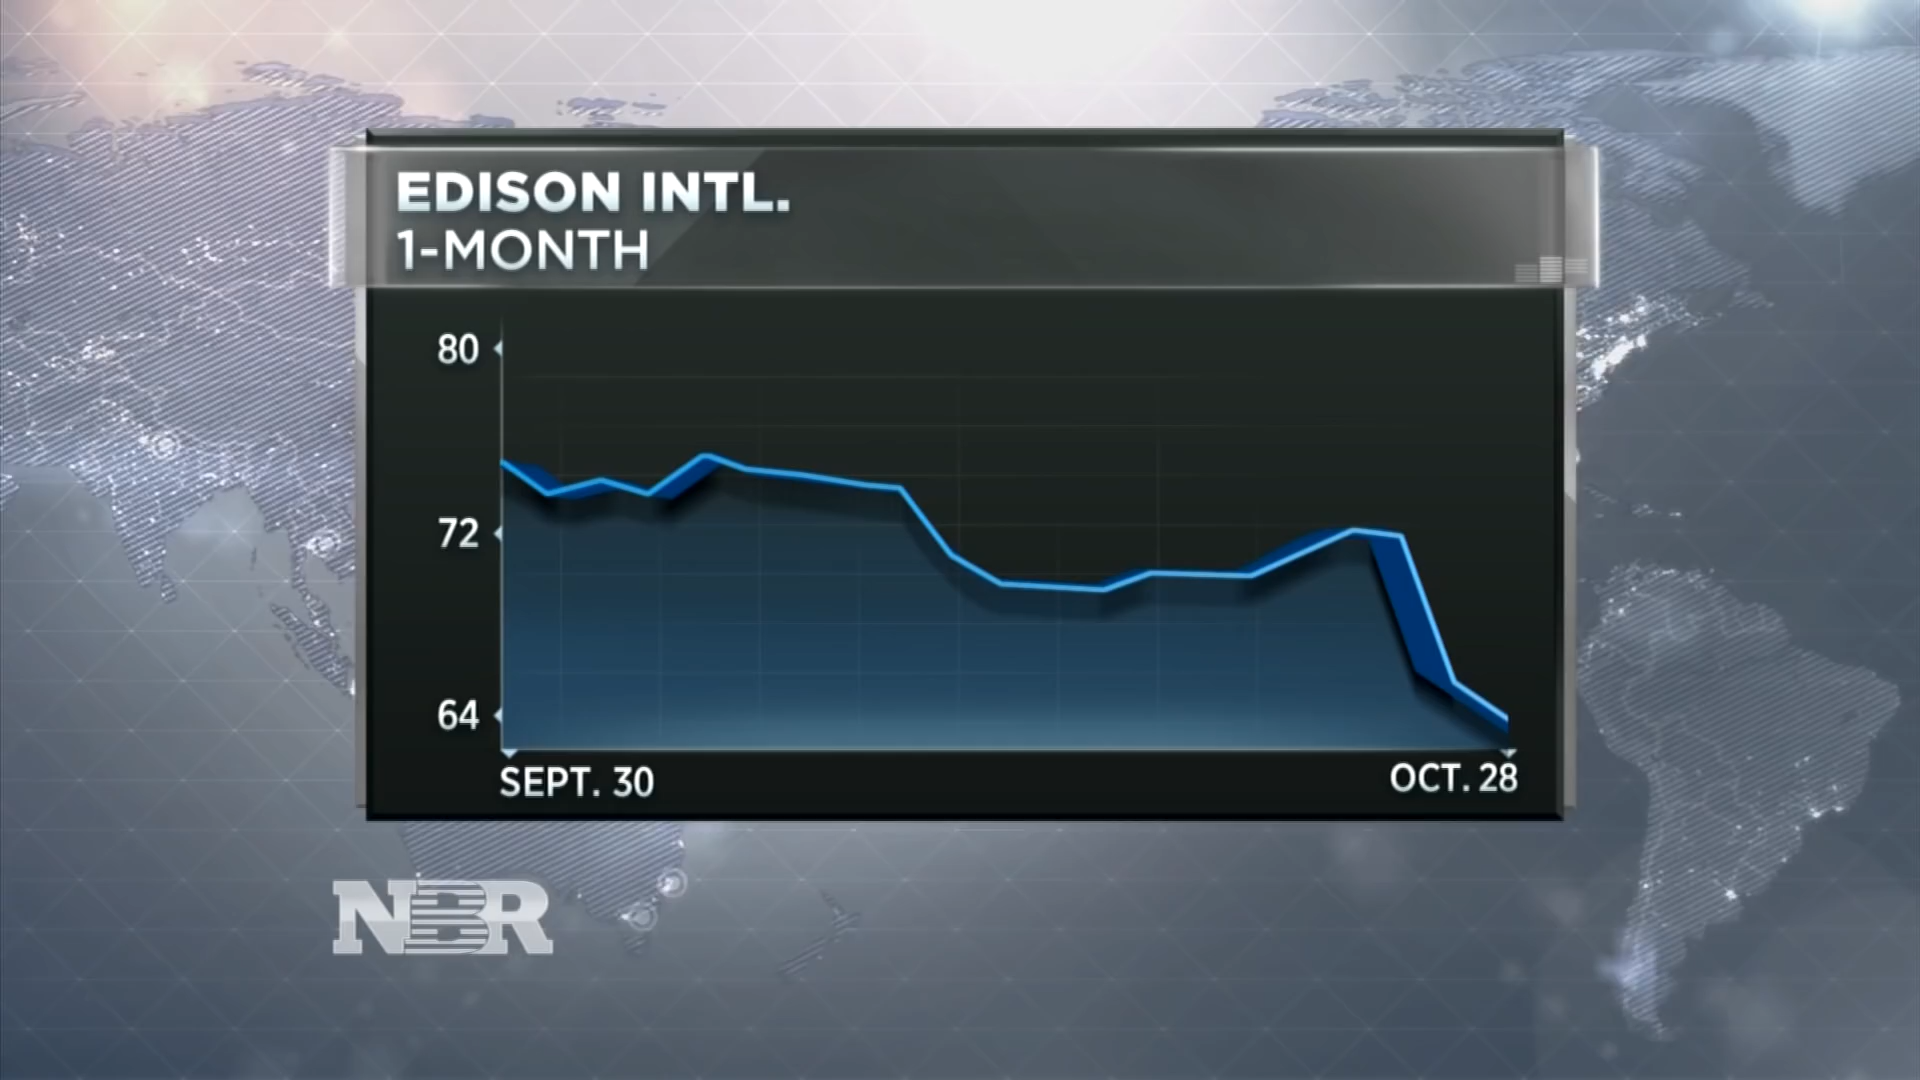 EDISON INTL.
1-MONTH
80
72
64
SEPT. 30
OCT. 28
NBR